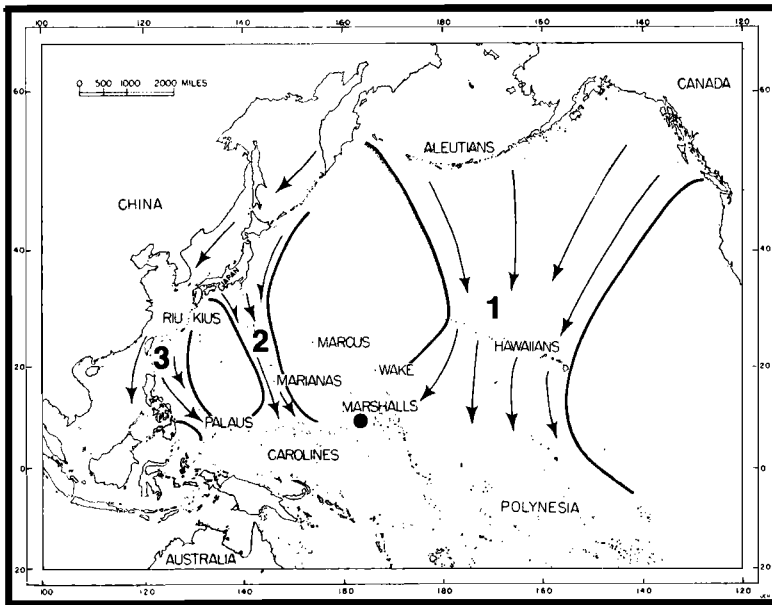 100 120 140 160 180 160 140 120
60 60
0 500 1000 2000 MILES
CANADA
ALEUTIANS
CHINA
40 40
JAPAN
RIU KIUS
1
2
3
HAWAIIANS
MARCUS
20 20
WAKE
MARIANAS
MARSHALLS
PALAUS
CAROLINES
0 0
POLYNESIA
AUSTRALIA
20 20
100 120 140 160 180 160 140 120